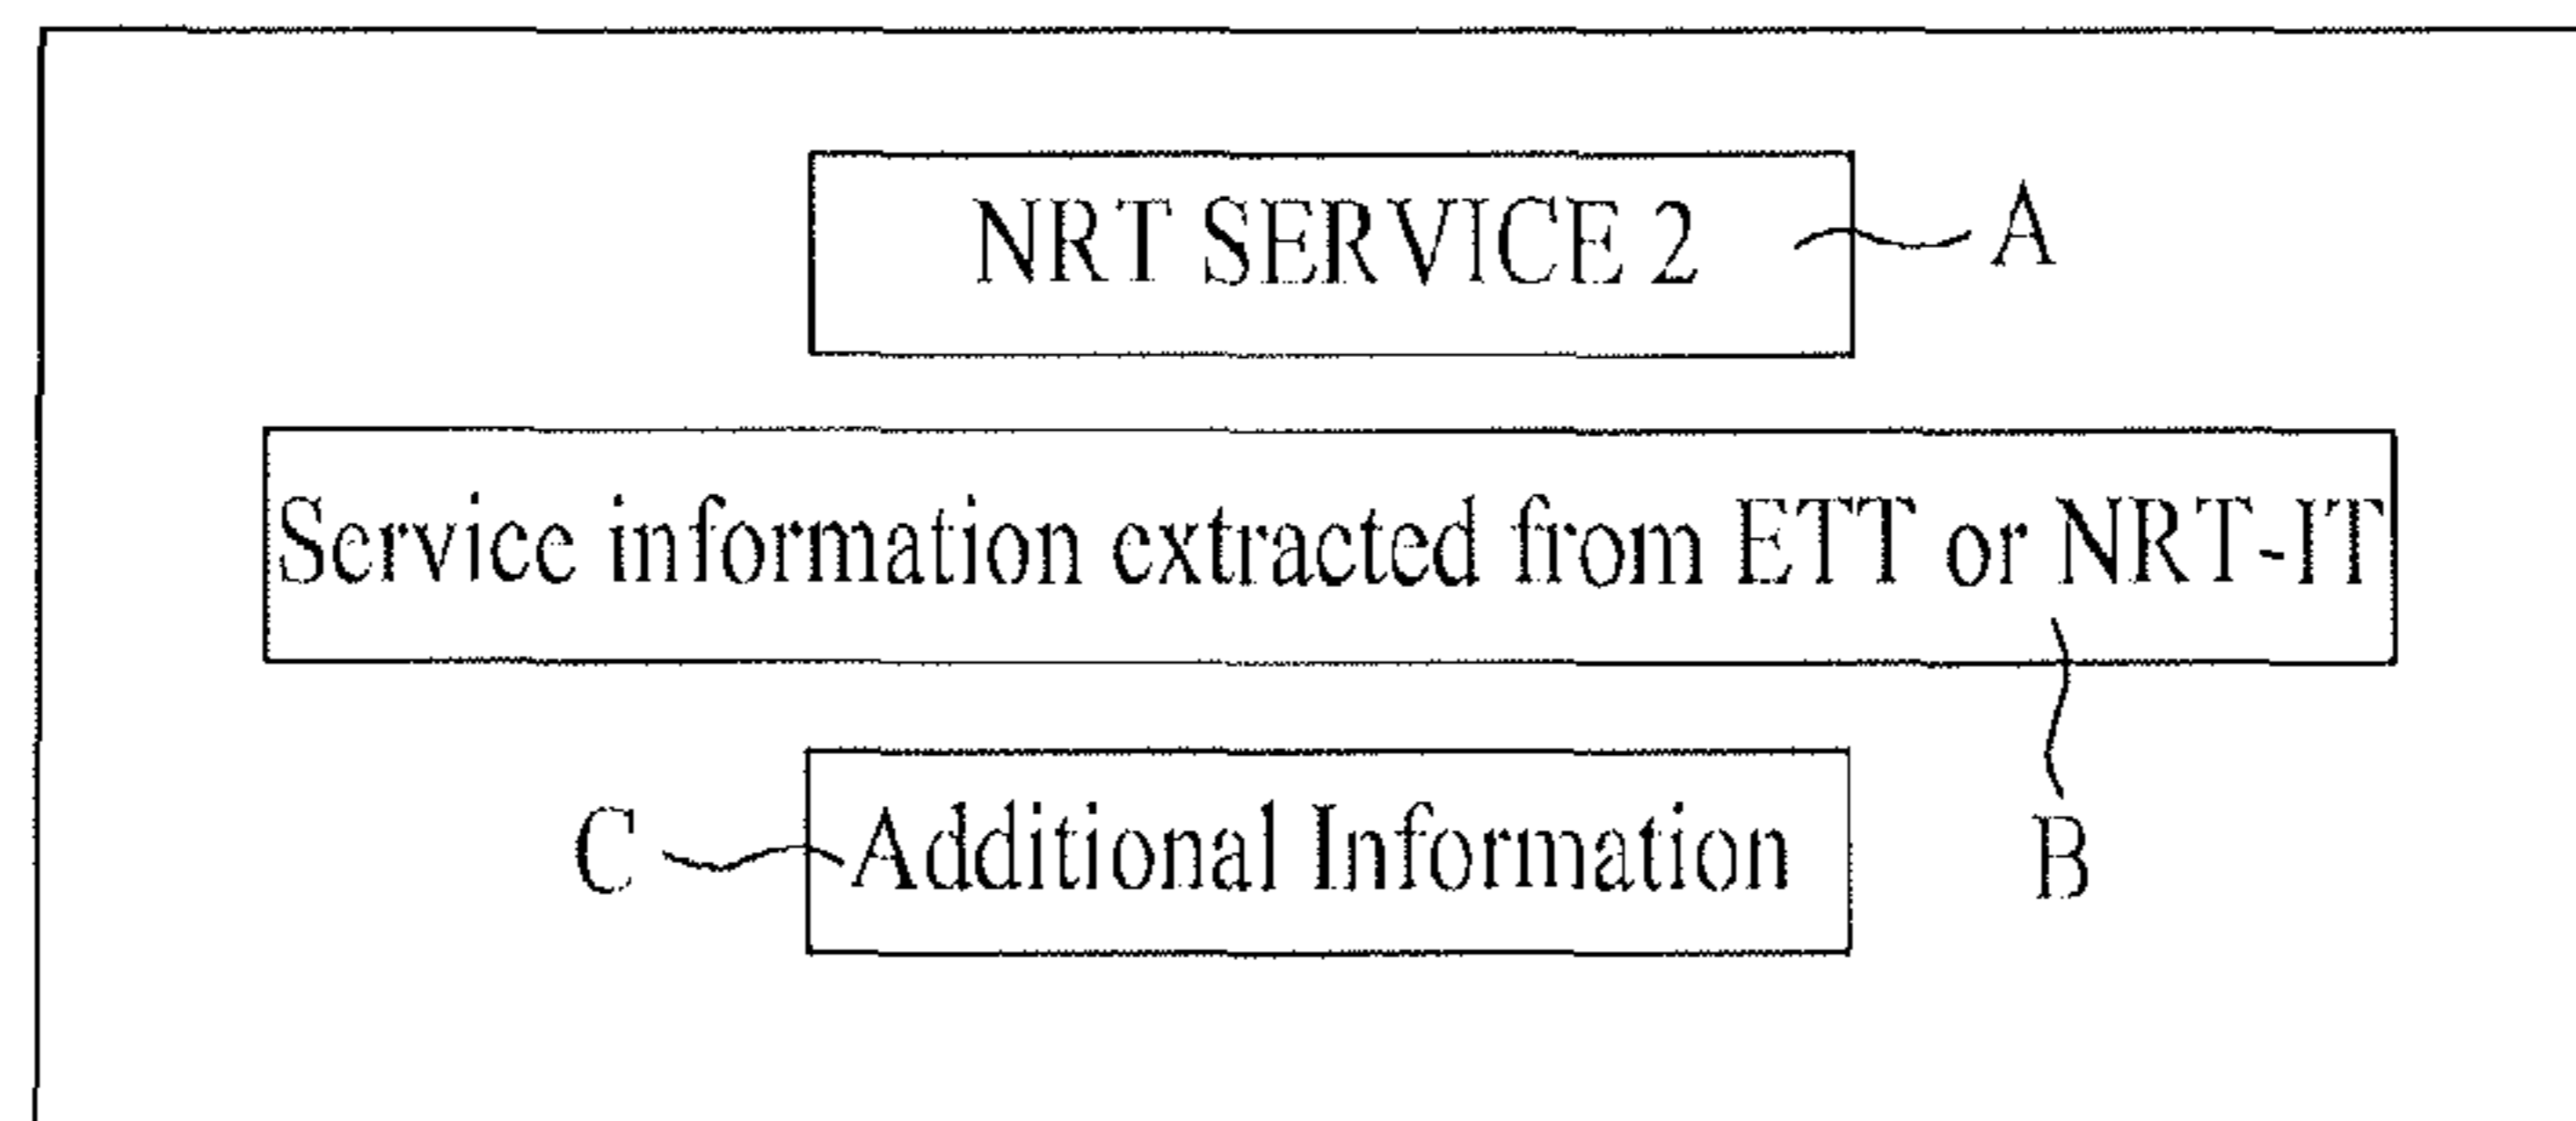 NRT SERVICE 2
A
Service information extracted from ETT or NRT-IT
C
Additional Information
B